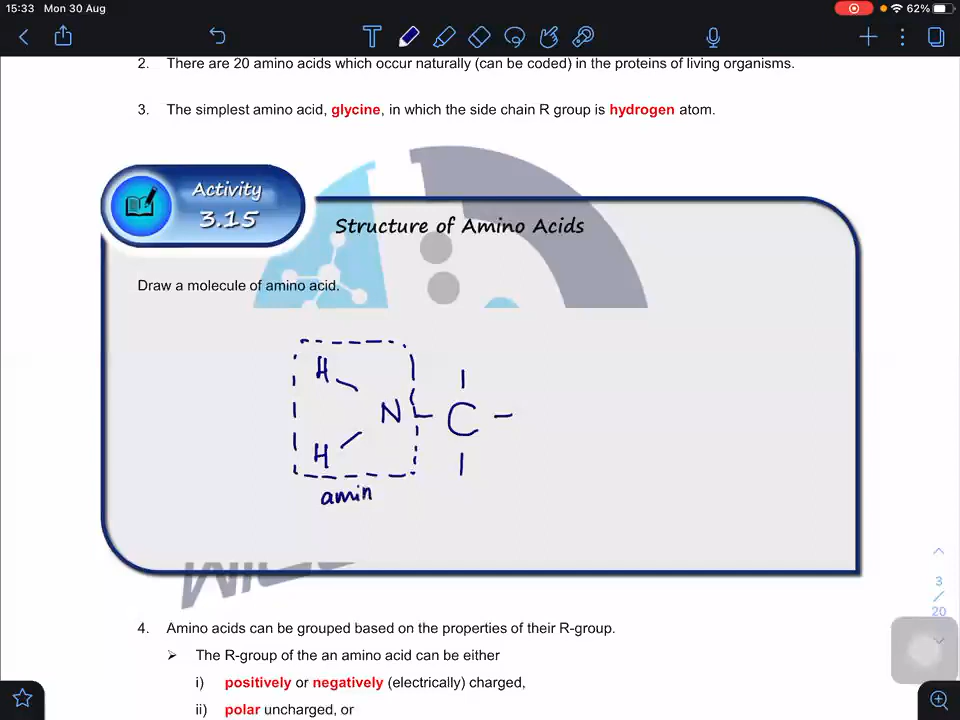 15:33 Mon 30 Aug 62%
2. There are 20 amino acids which occur naturally (can be coded) in the proteins of living organisms.
3. The simplest amino acid, glycine, in which the side chain R group is hydrogen atom.
Activity
3.15
Structure of Amino Acids
Draw a molecule of amino acid.
H
N - C -
H
amin
3
/
20
4. Amino acids can be grouped based on the properties of their R-group.
➤ The R-group of the an amino acid can be either
i) positively or negatively (electrically) charged,
ii) polar uncharged, or